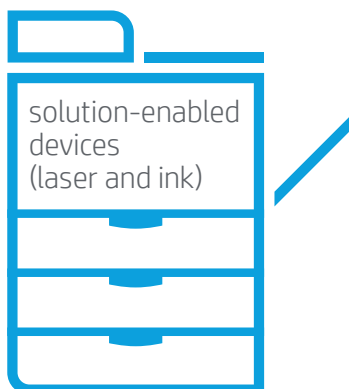 solution-enabled
devices
(laser and ink)